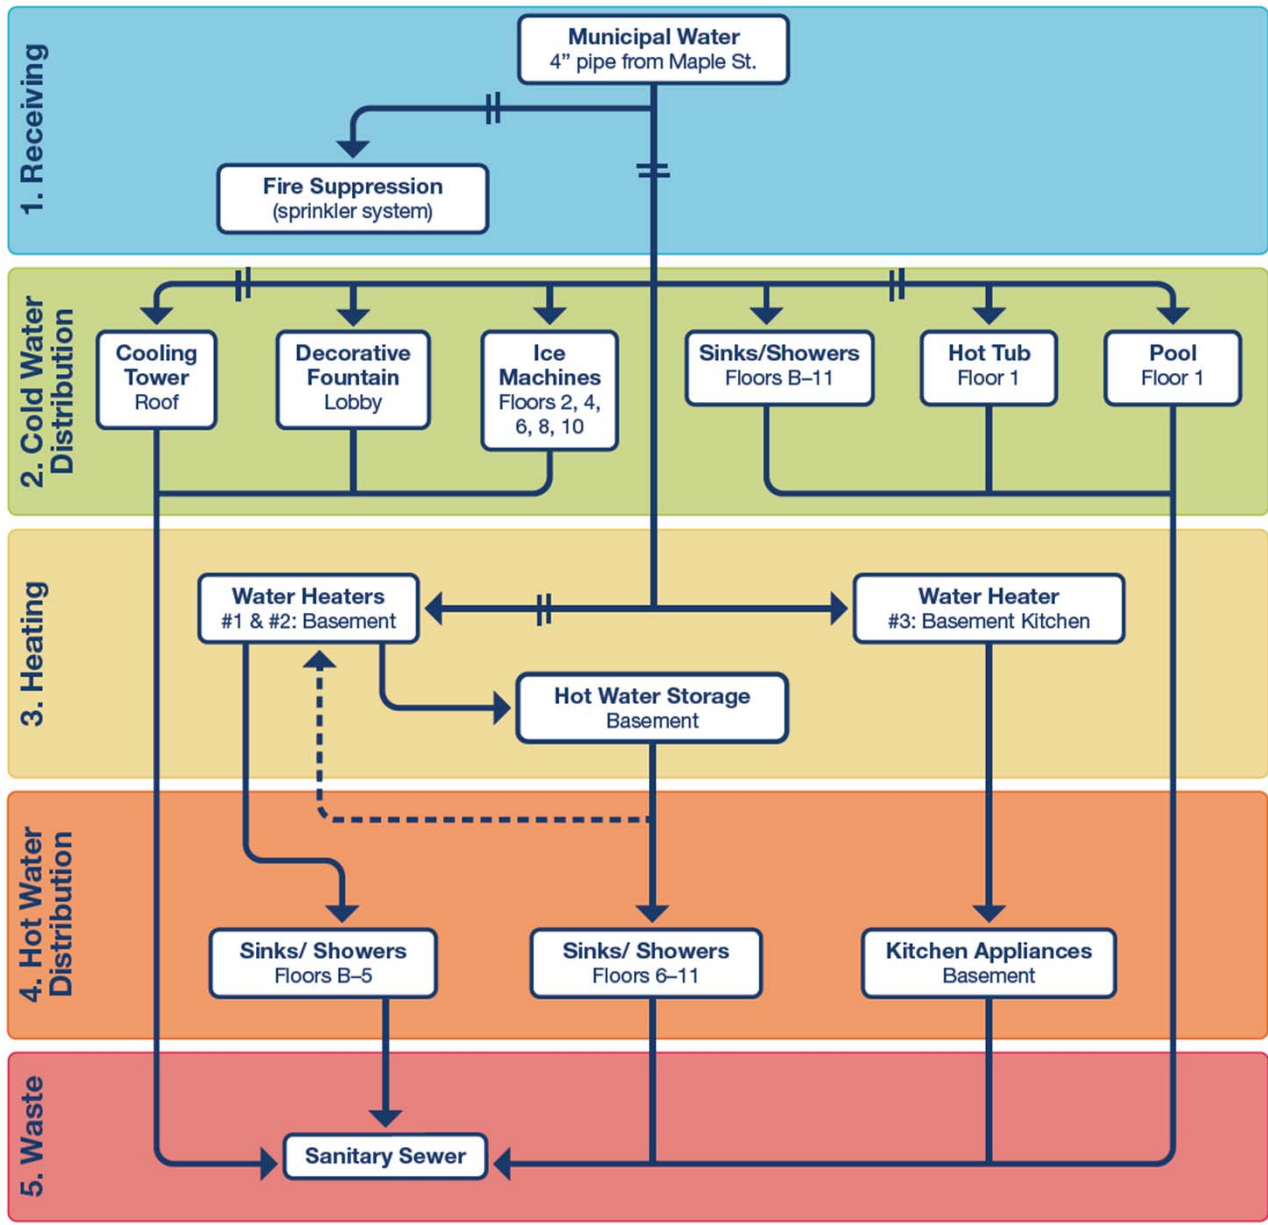 1. Receiving
Municipal Water
4” pipe from Maple St.
Fire Suppression
(sprinkler system)
2. Cold Water
Distribution
Cooling
Tower
Roof
Decorative
Fountain
Lobby
Ice
Machines
Floors 2, 4,
6, 8, 10
Sinks/Showers
Floors B–11
Hot Tub
Floor 1
Pool
Floor 1
3. Heating
Water Heaters
#1 & #2: Basement
Water Heater
#3: Basement Kitchen
Hot Water Storage
Basement
4. Hot Water
Distribution
Sinks/ Showers
Floors B–5
Sinks/ Showers
Floors 6–11
Kitchen Appliances
Basement
5. Waste
Sanitary Sewer